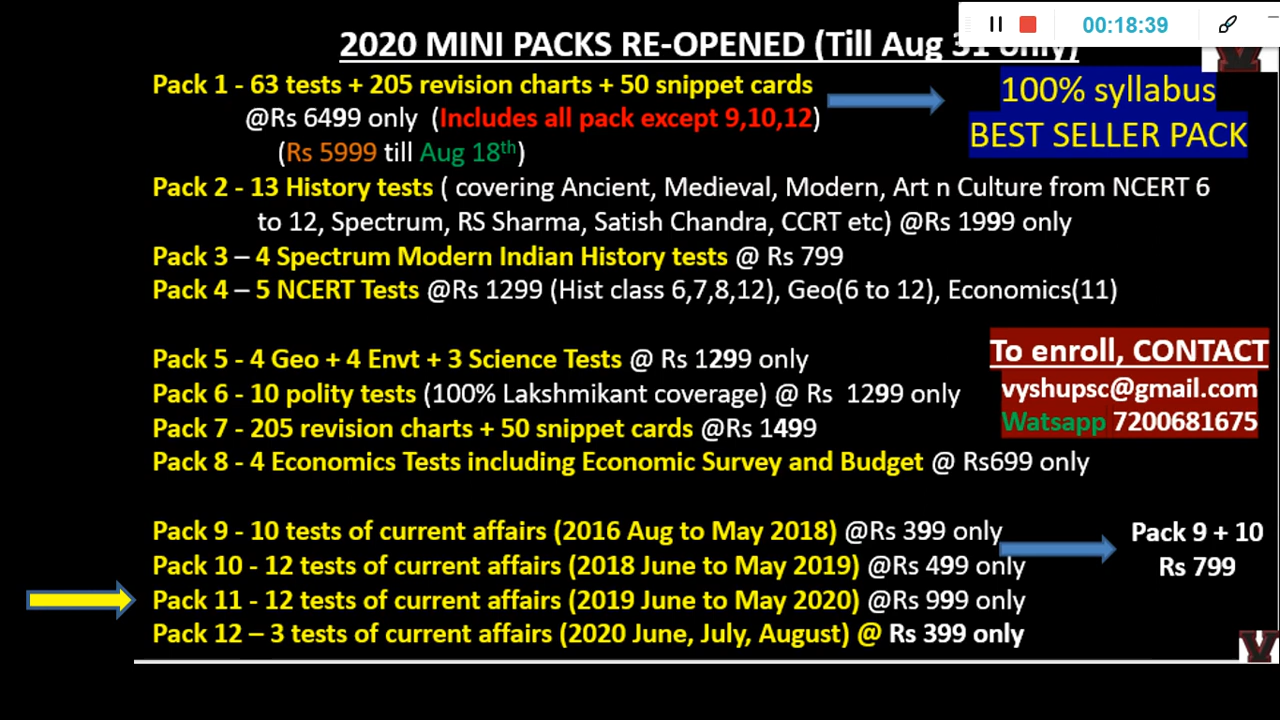 00:18:39
2020 MINI PACKS RE-OPENED (Till Aug 31 only)
Pack 1 - 63 tests + 205 revision charts + 50 snippet cards
@Rs 6499 only (Includes all pack except 9,10,12)
(Rs 5999 till Aug 18th)
100% syllabus
BEST SELLER PACK
Pack 2 - 13 History tests ( covering Ancient, Medieval, Modern, Art n Culture from NCERT 6
to 12, Spectrum, RS Sharma, Satish Chandra, CCRT etc) @Rs 1999 only
Pack 3 – 4 Spectrum Modern Indian History tests @ Rs 799
Pack 4 – 5 NCERT Tests @Rs 1299 (Hist class 6,7,8,12), Geo(6 to 12), Economics(11)
Pack 5 - 4 Geo + 4 Envt + 3 Science Tests @ Rs 1299 only
Pack 6 - 10 polity tests (100% Lakshmikant coverage) @ Rs 1299 only
Pack 7 - 205 revision charts + 50 snippet cards @Rs 1499
Pack 8 - 4 Economics Tests including Economic Survey and Budget @ Rs699 only
To enroll, CONTACT
vyshupsc@gmail.com
Watsapp 7200681675
Pack 9 - 10 tests of current affairs (2016 Aug to May 2018) @Rs 399 only
Pack 10 - 12 tests of current affairs (2018 June to May 2019) @Rs 499 only
Pack 11 - 12 tests of current affairs (2019 June to May 2020) @Rs 999 only
Pack 12 – 3 tests of current affairs (2020 June, July, August) @ Rs 399 only
Pack 9 + 10
Rs 799
V